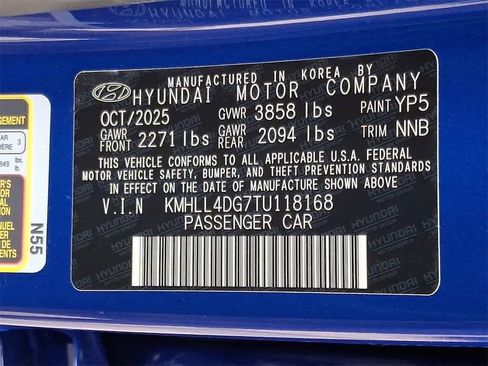 MANUFACTURED IN KOREA BY
HYUNDAI MOTOR COMPANY
OCT/2025 GVWR 3858 lbs PAINT YP5
GAWR FRONT 2271 lbs GAWR REAR 2094 lbs TRIM NNB
THIS VEHICLE CONFORMS TO ALL APPLICABLE U.S.A. FEDERAL
MOTOR VEHICLE SAFETY, BUMPER, AND THEFT PREVENTION STANDARDS
IN EFFECT ON THE DATE OF MANUFACTURE SHOWN ABOVE.
V.I.N KMHLL4DG7TU118168
PASSENGER CAR
N55